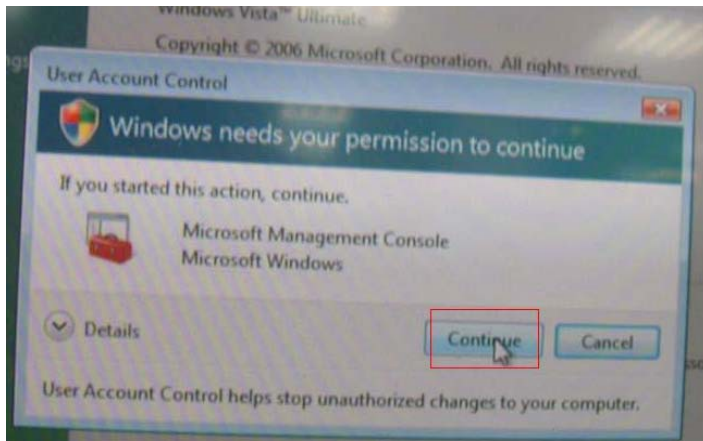 Windows Vista™ Ultimate
Copyright © 2006 Microsoft Corporation. All rights reserved.
User Account Control
Windows needs your permission to continue
If you started this action, continue.
Microsoft Management Console
Microsoft Windows
Details
Continue
Cancel
User Account Control helps stop unauthorized changes to your computer.